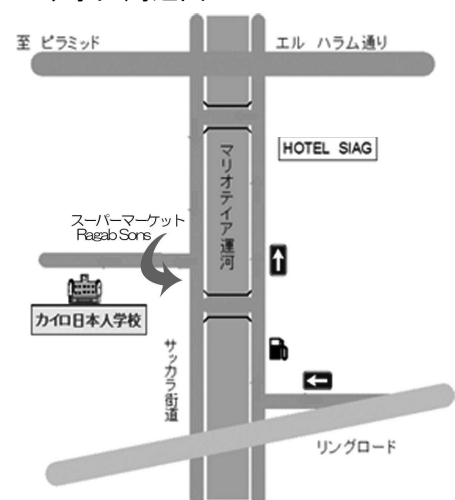 至 ピラミッド
エル ハラム通り
HOTEL SIAG
マリオテイア運河
スーパーマーケット
Ragab Sons
カイロ日本人学校
サッカラ街道
リングロード